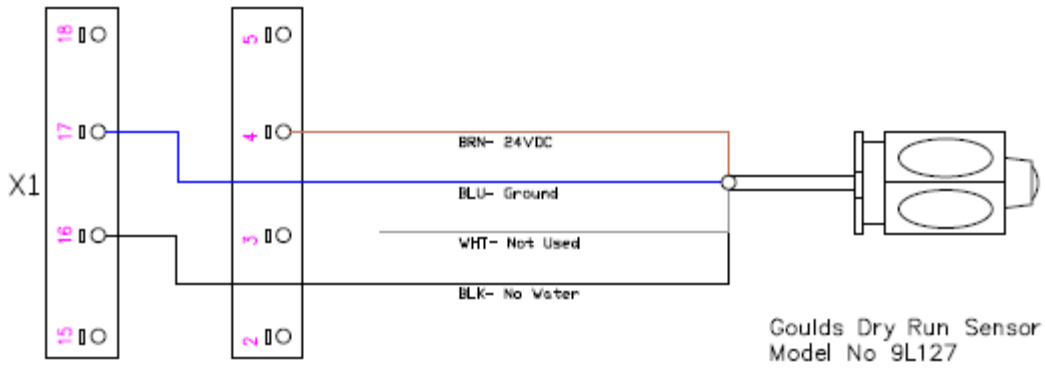 X1
18
17
16
15
5
4
3
2
BRN- 24VDC
BLU- Ground
WHT- Not Used
BLK- No Water
Goulds Dry Run Sensor
Model No 9L127